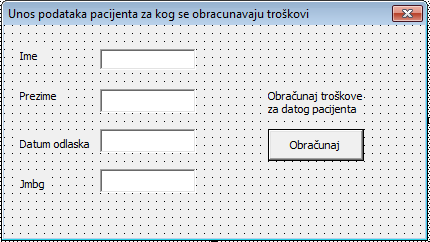 Unos podataka pacijenta za kog se obracunavaju troškovi
Ime
Prezime
Datum odlaska
Jmbg
Obračunaj troškove
za datog pacijenta
Obračunaj